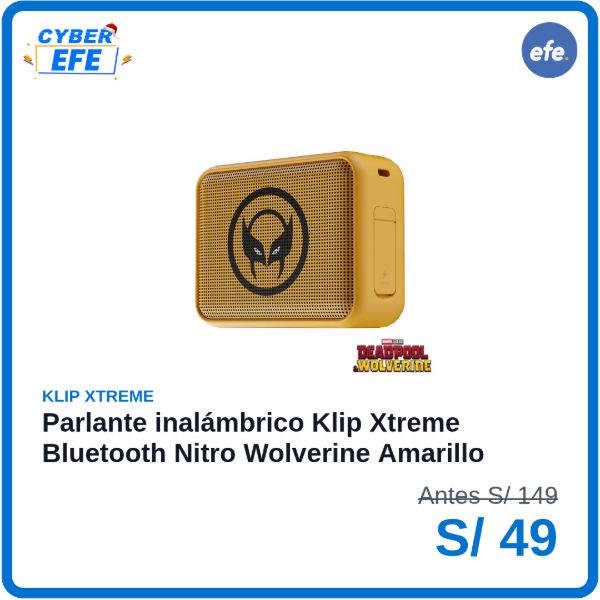 CYBER
EFE
efe.
DEADPOOL
& WOLVERINE
KLIP XTREME
Parlante inalámbrico Klip Xtreme
Bluetooth Nitro Wolverine Amarillo
Antes S/ 149
S/ 49